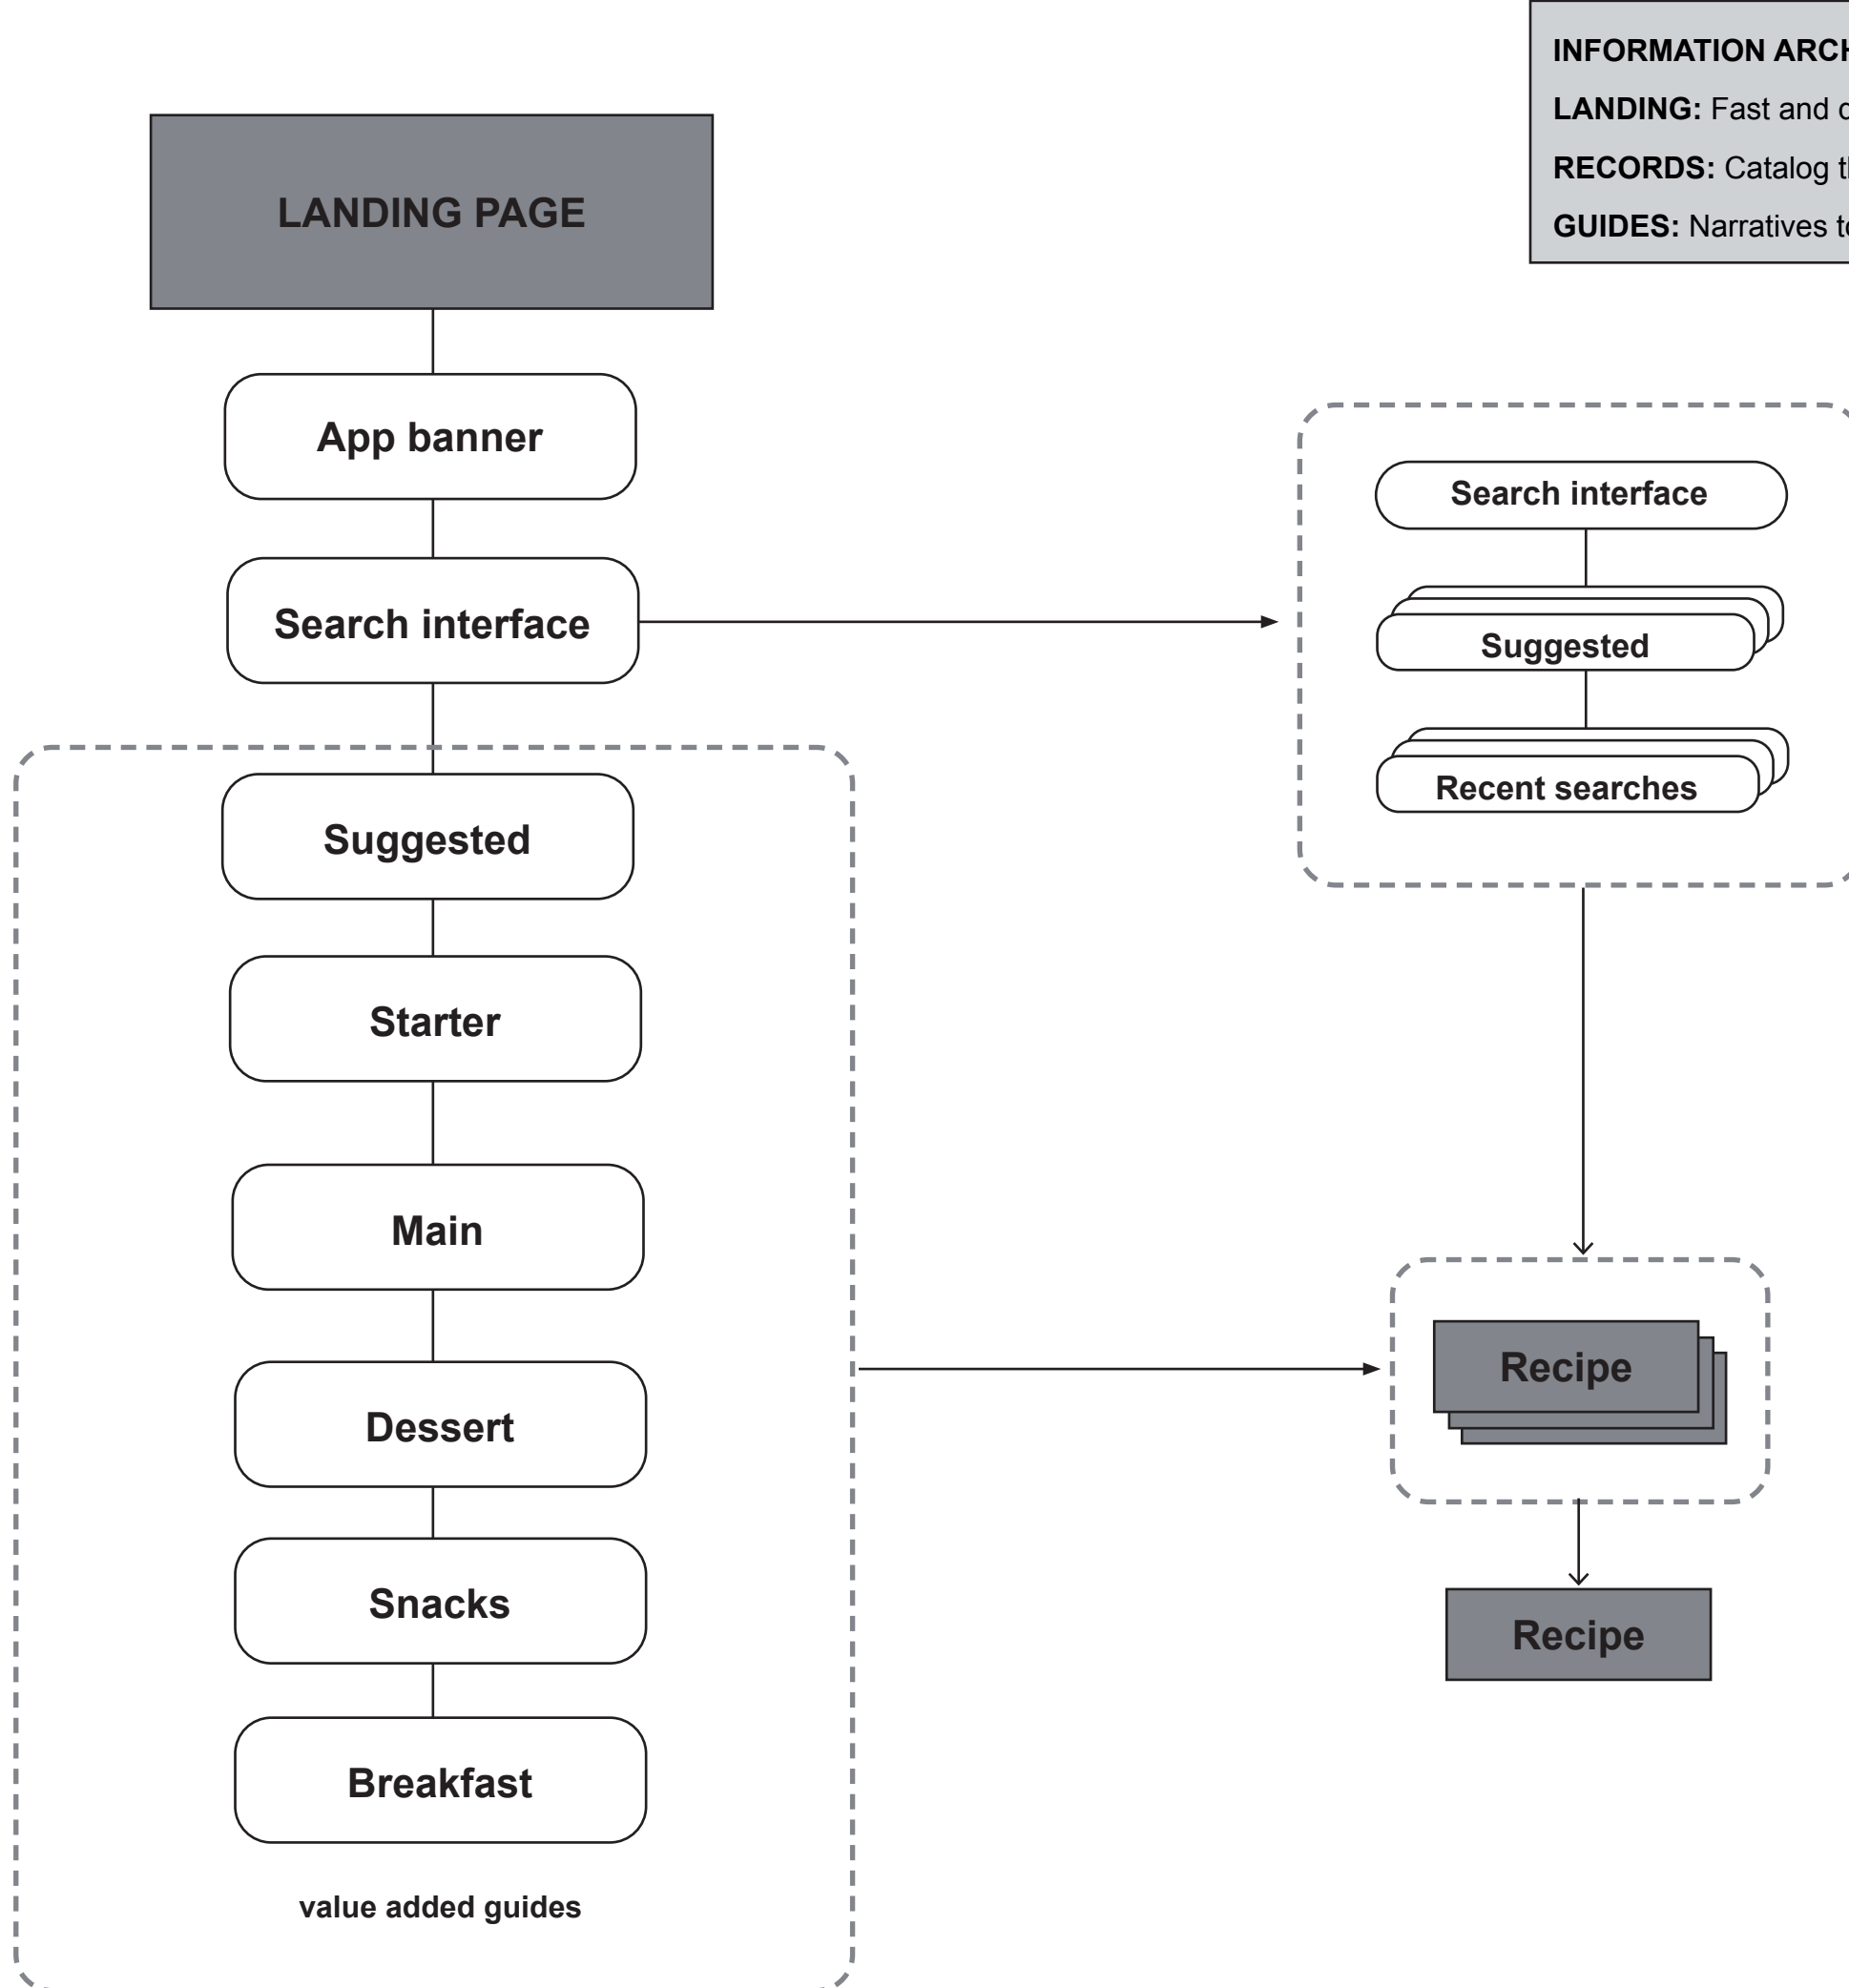 INFORMATION
LANDING: Fast and
RECORDS: Catalog
GUIDES: Narratives
LANDING PAGE
App banner
Search interface
Suggested
Starter
Main
Dessert
Snacks
Breakfast
value added guides
Search interface
Suggested
Recent searches
Recipe
Recipe